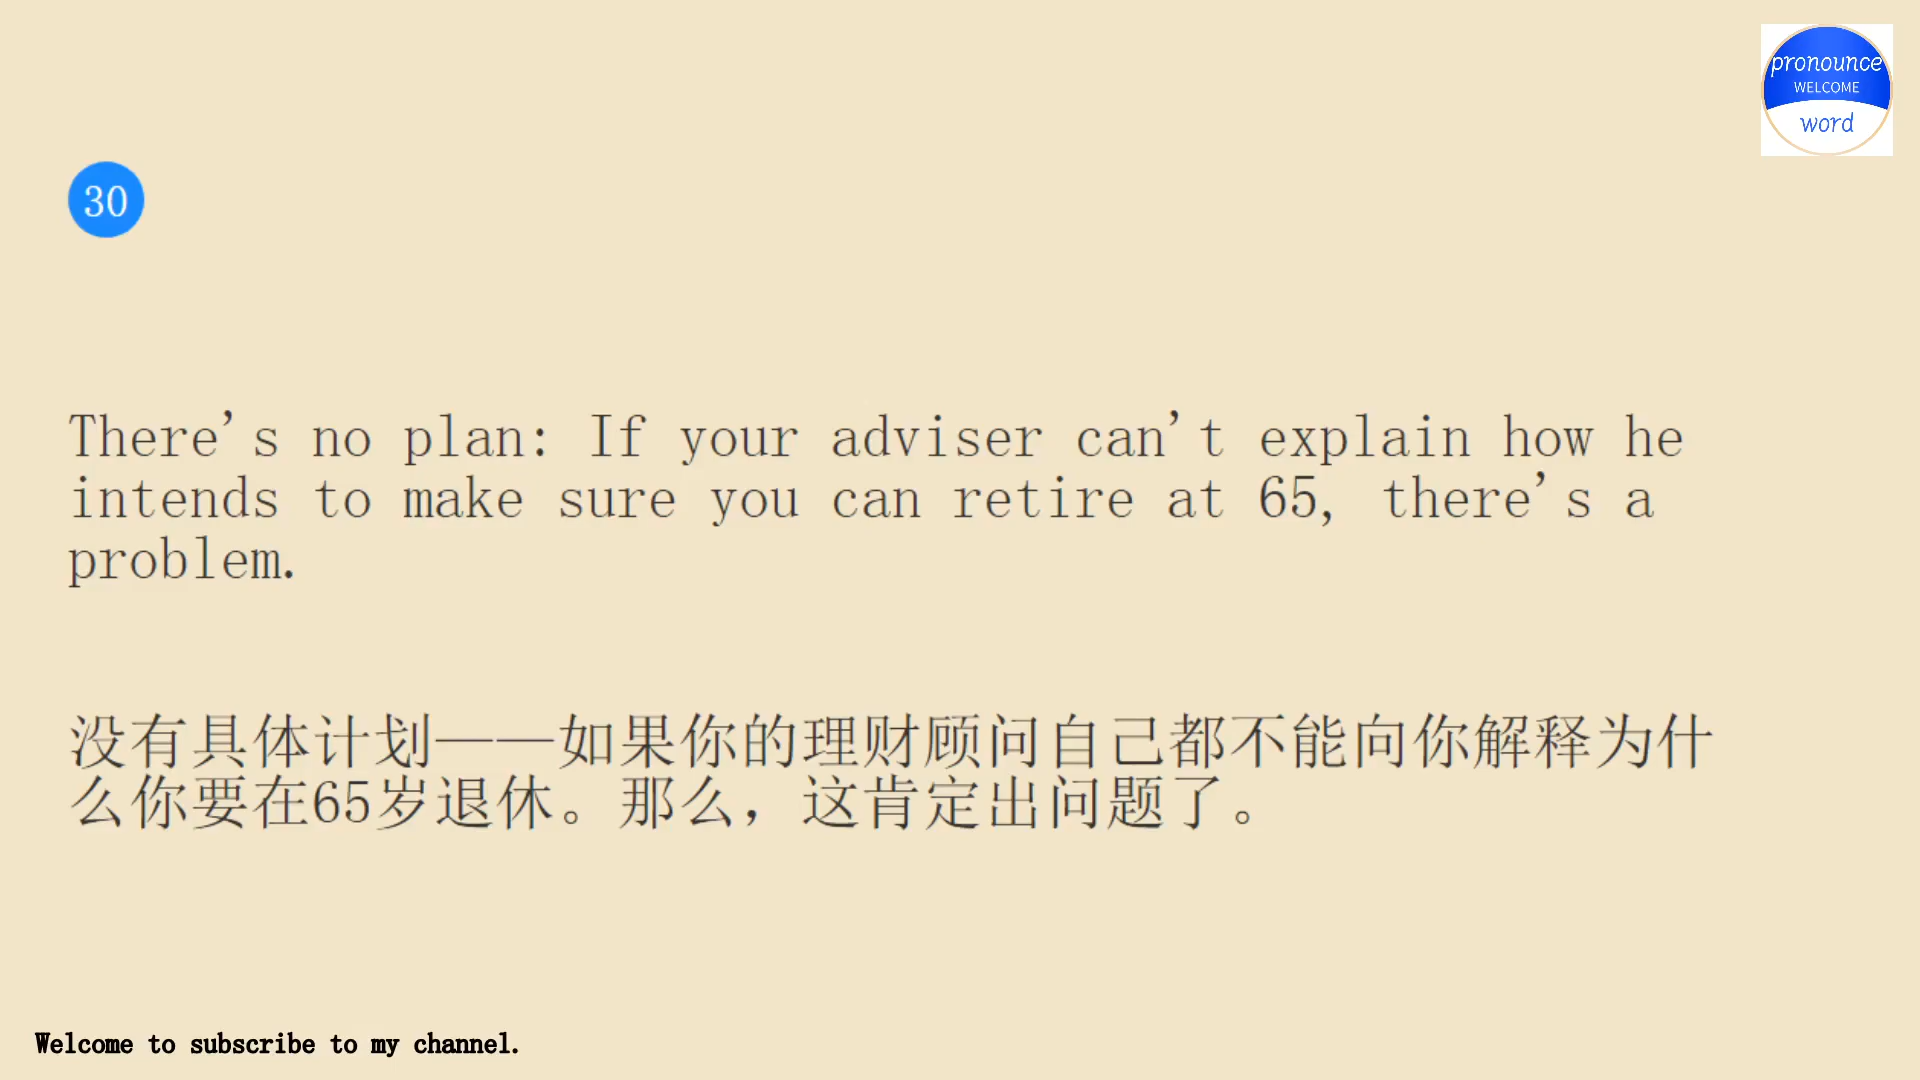 pronounce
WELCOME
word
30
There's no plan: If your adviser can't explain how he
intends to make sure you can retire at 65, there's a
problem.
没有具体计划——如果你的理财顾问自己都不能向你解释为什
么你要在65岁退休。那么，这肯定出问题了。
Welcome to subscribe to my channel.